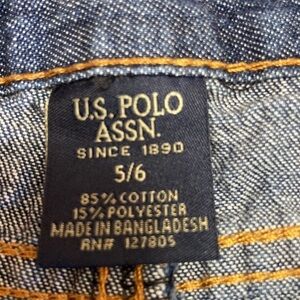 U.S. POLO
ASSN.
SINCE 1890
5/6
85% COTTON
15% POLYESTER
MADE IN BANGLADESH
RN# 127805